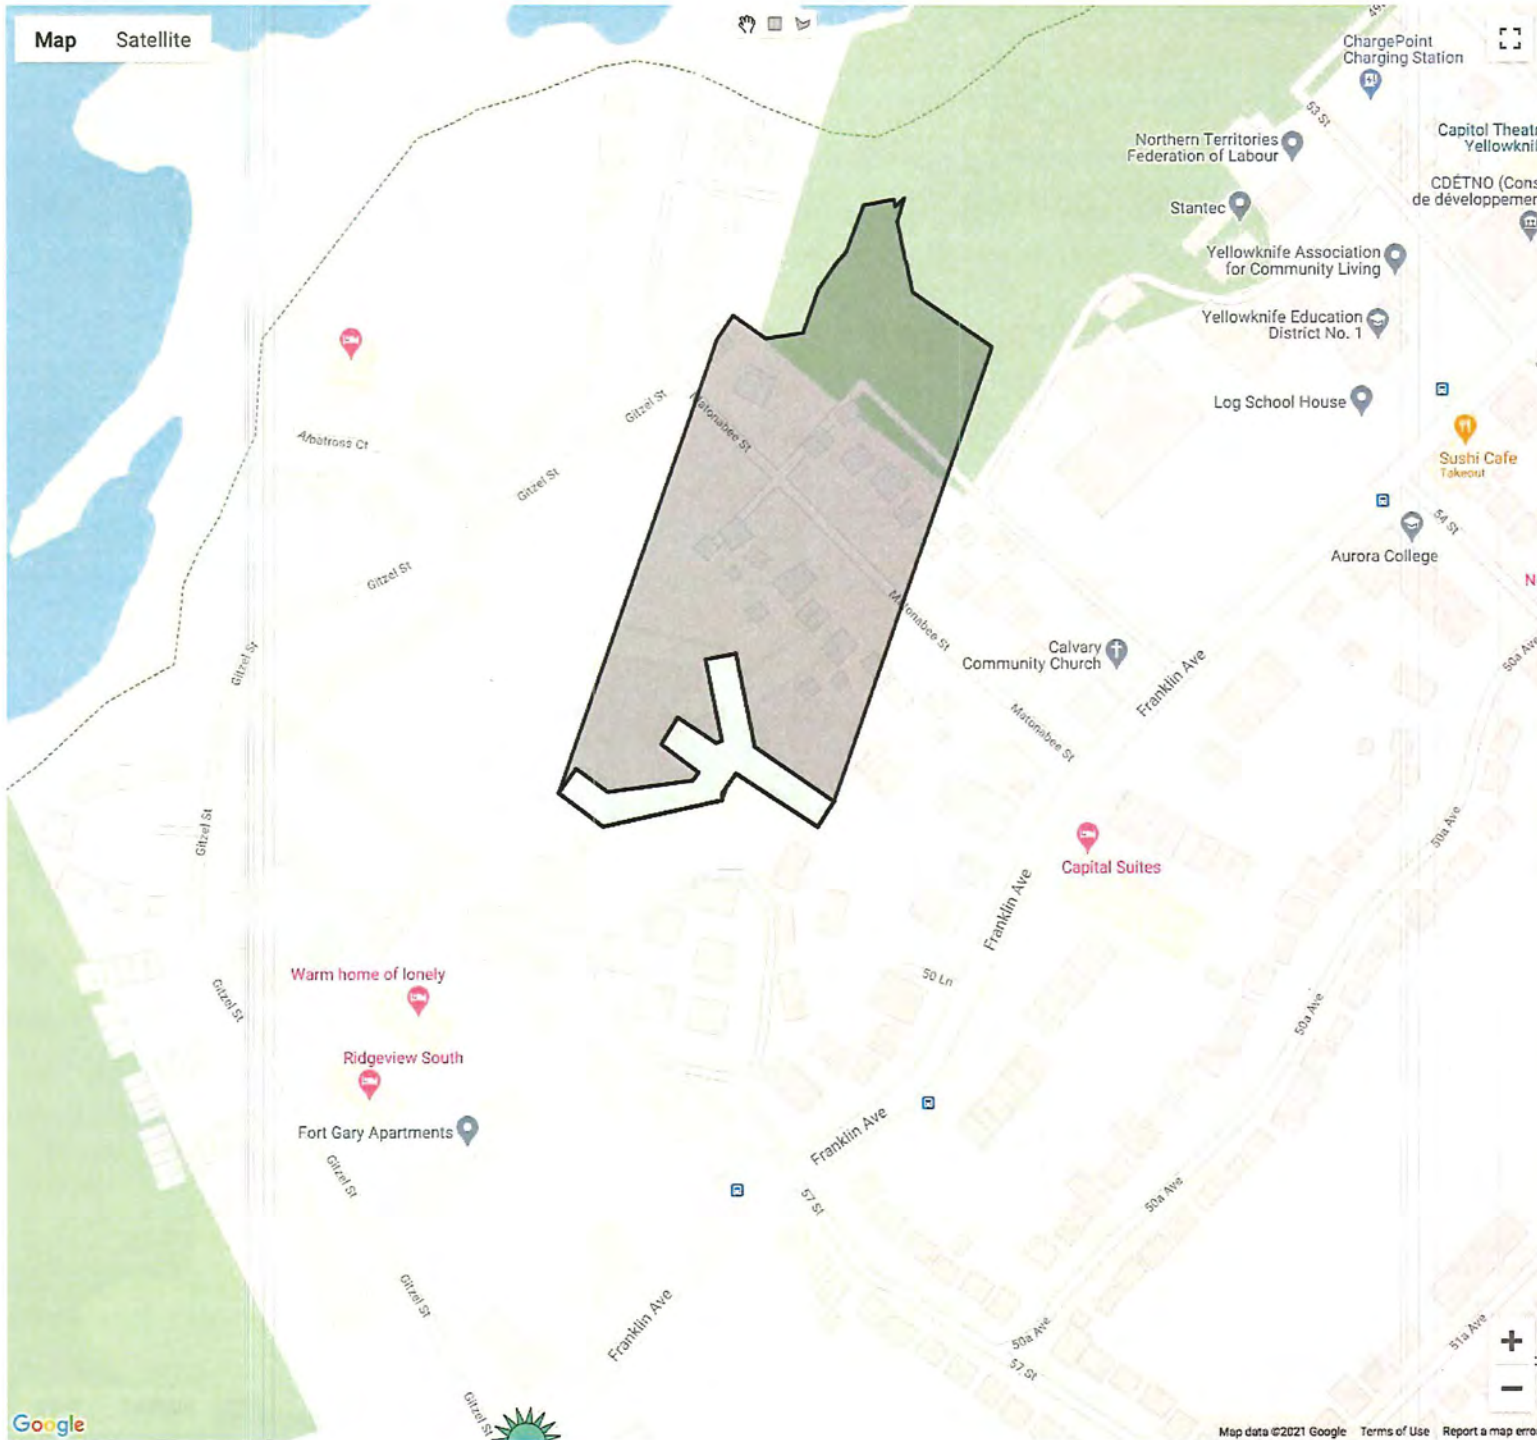 Map Satellite
ChargePoint
Charging Station
53 St
Northern Territories
Federation of Labour
Capitol Theat
Yellowkni
CDÉTNO (Cons
de développemer
Stantec
Yellowknife Association
for Community Living
Yellowknife Education
District No. 1
Log School House
Gitzel St
Matonabee St
Albatross Ct
Gitzel St
Sushi Cafe
Takeout
54 St
Aurora College
Gitzel St
N
Matonabee St
Calvary
Community Church
Gitzel St
Franklin Ave
50a Ave
Matonabee St
Gitzel St
50a Ave
Capital Suites
Franklin Ave
Warm home of lonely
50 Ln
Gitzel St
50a Ave
Ridgeview South
Fort Gary Apartments
Franklin Ave
Gitzel St
57 St
50a Ave
Gitzel St
Franklin Ave
50a Ave
51a Ave
57 St
Gitzel St
Google
Map data ©2021 Google Terms of Use Report a map erro